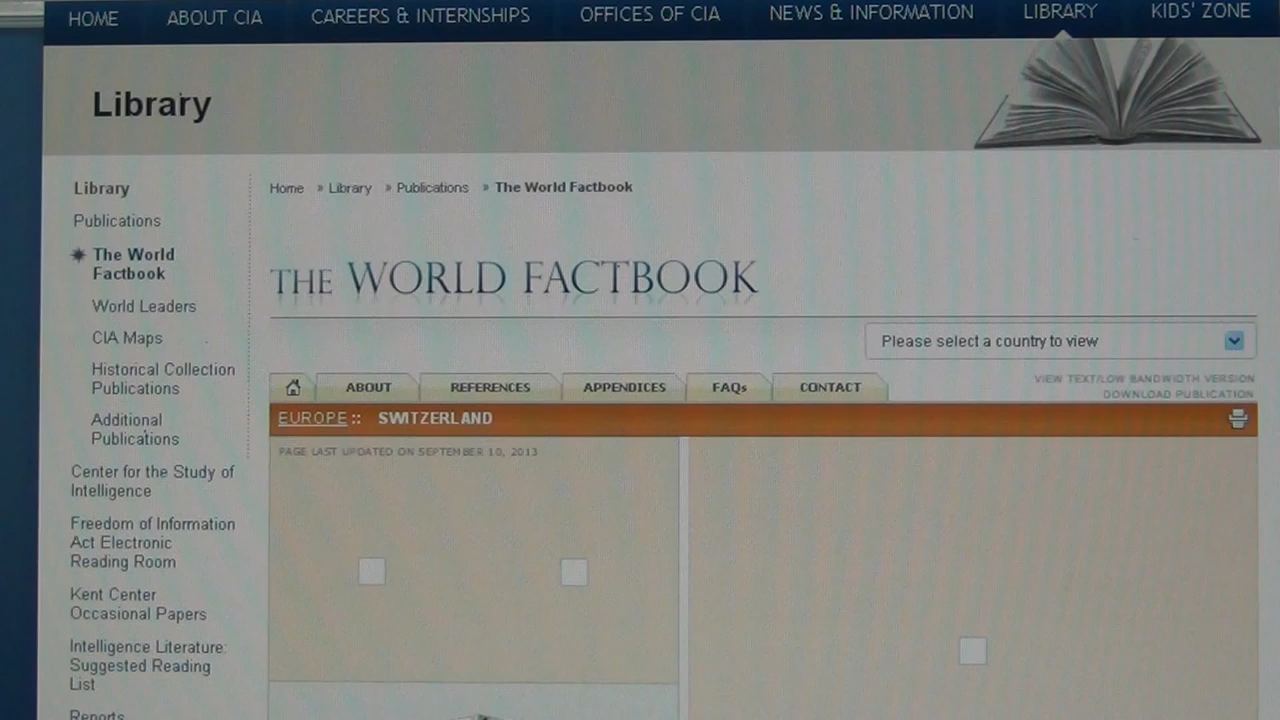 HOME ABOUT CIA CAREERS & INTERNSHIPS OFFICES OF CIA NEWS & INFORMATION LIBRARY KIDS' ZONE
Library
Library
Publications
The World
Factbook
World Leaders
CIA Maps
Historical Collection
Publications
Additional
Publications
Center for the Study of
Intelligence
Freedom of Information
Act Electronic
Reading Room
Kent Center
Occasional Papers
Intelligence Literature:
Suggested Reading
List
Reports
Home » Library » Publications » The World Factbook
THE WORLD FACTBOOK
Please select a country to view
ABOUT REFERENCES APPENDICES FAQs CONTACT
VIEW TEXT/LOW BANDWIDTH VERSION
DOWNLOAD PUBLICATION
EUROPE :: SWITZERLAND
PAGE LAST UPDATED ON SEPTEMBER 10, 2013